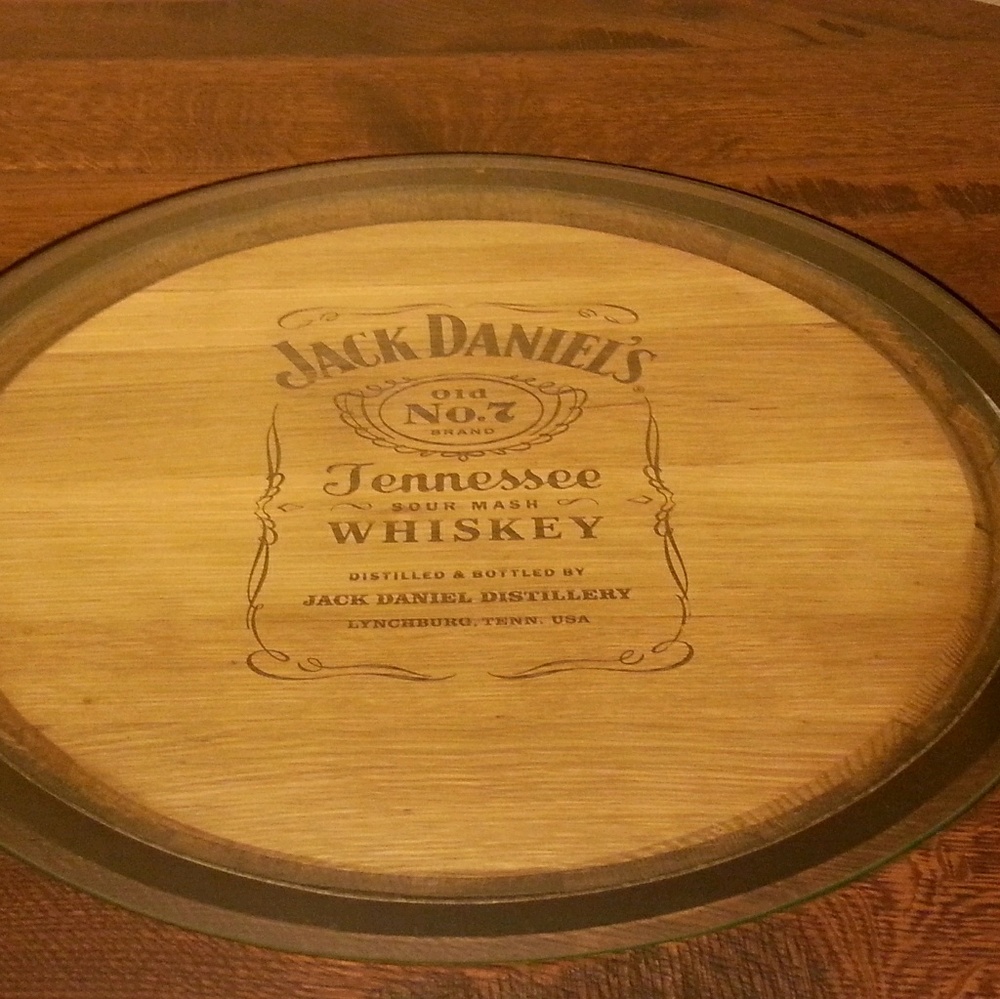 JACK DANIEL'S
Old
No.7
BRAND
Tennessee
SOUR MASH
WHISKEY
DISTILLED & BOTTLED BY
JACK DANIEL DISTILLERY
LYNCHBURG, TENN. USA